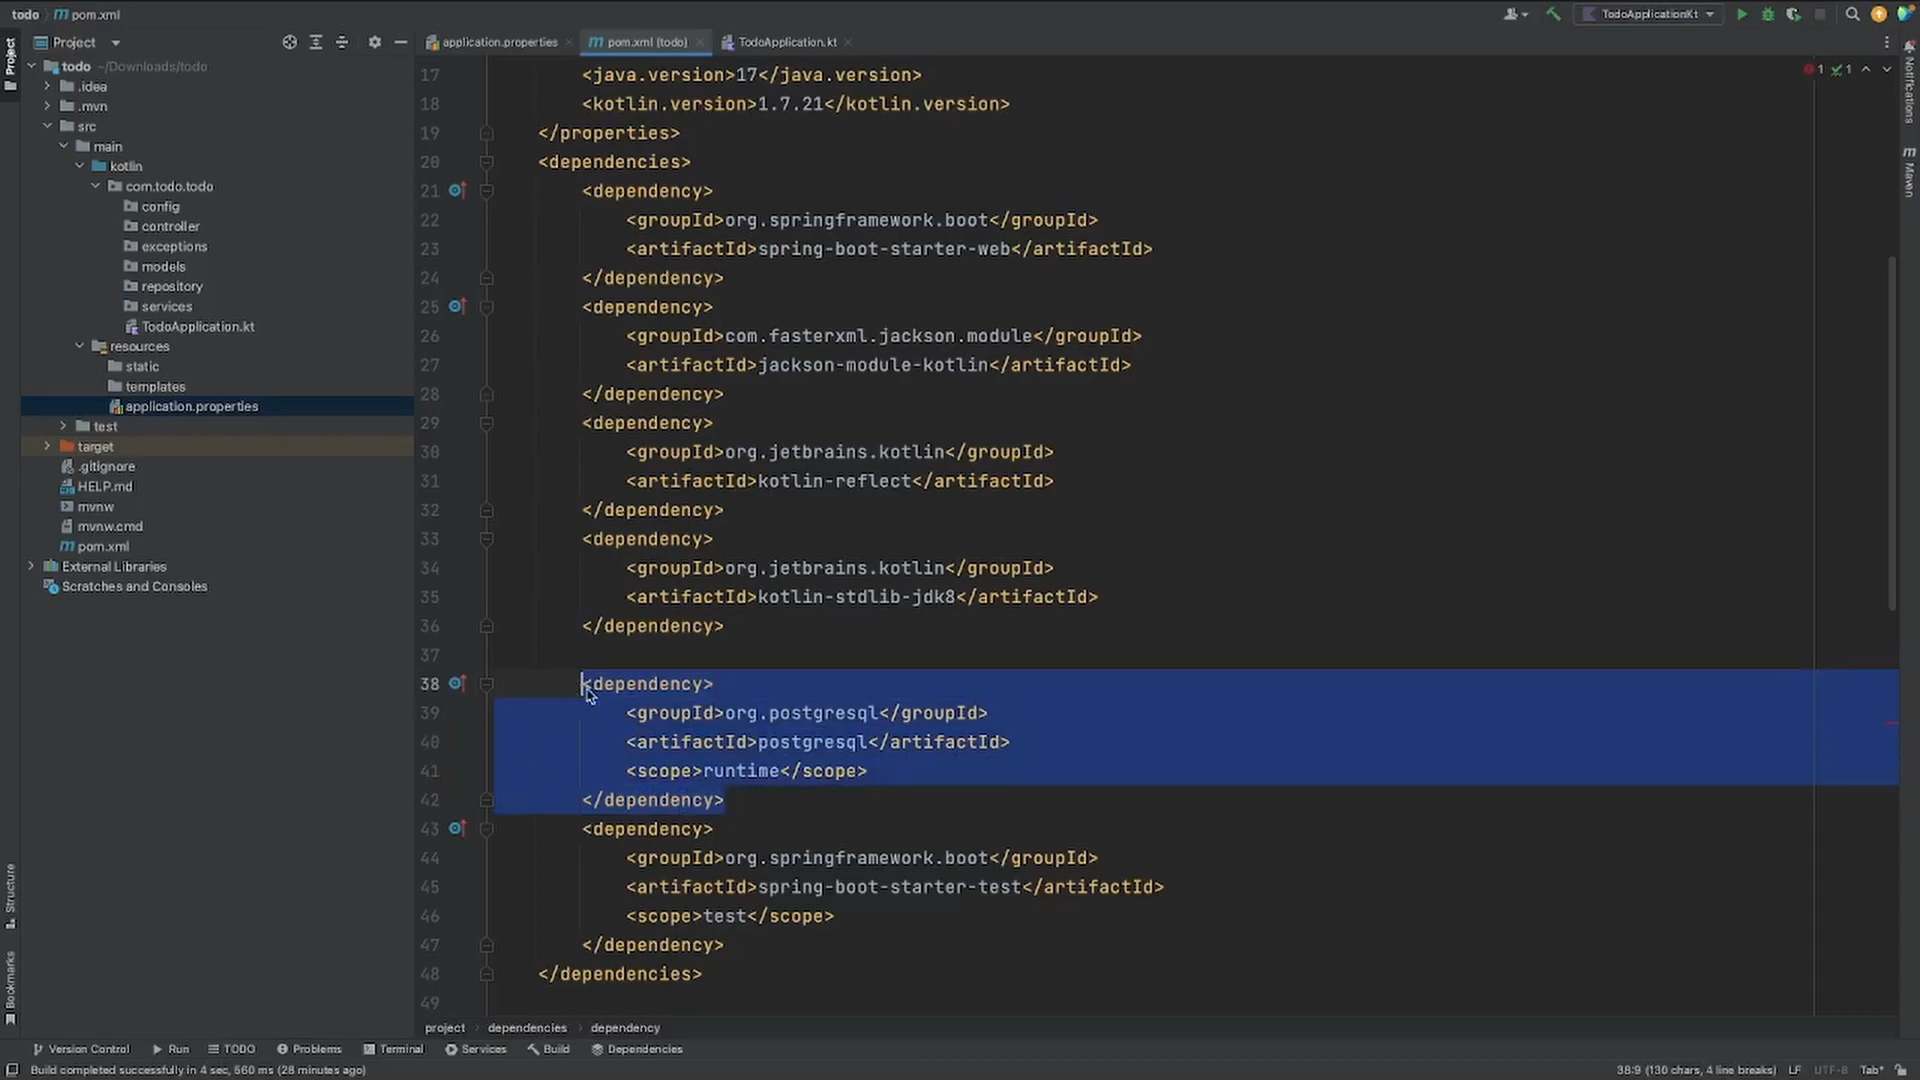 todo
pom.xml
TodoApplicationKt
Project
application.properties
pom.xml (todo)
TodoApplication.kt
1
1
Project
Structure
Bookmarks
Notifications
Maven
todo ~/Downloads/todo
.idea
.mvn
src
main
kotlin
com.todo.todo
config
controller
exceptions
models
repository
services
TodoApplication.kt
resources
static
templates
application.properties
test
target
.gitignore
HELP.md
mvnw
mvnw.cmd
pom.xml
External Libraries
Scratches and Consoles
17 <java.version>17</java.version>
18 <kotlin.version>1.7.21</kotlin.version>
19 </properties>
20 <dependencies>
21 <dependency>
22 <groupId>org.springframework.boot</groupId>
23 <artifactId>spring-boot-starter-web</artifactId>
24 </dependency>
25 <dependency>
26 <groupId>com.fasterxml.jackson.module</groupId>
27 <artifactId>jackson-module-kotlin</artifactId>
28 </dependency>
29 <dependency>
30 <groupId>org.jetbrains.kotlin</groupId>
31 <artifactId>kotlin-reflect</artifactId>
32 </dependency>
33 <dependency>
34 <groupId>org.jetbrains.kotlin</groupId>
35 <artifactId>kotlin-stdlib-jdk8</artifactId>
36 </dependency>
37
38 <dependency>
39 <groupId>org.postgresql</groupId>
40 <artifactId>postgresql</artifactId>
41 <scope>runtime</scope>
42 </dependency>
43 <dependency>
44 <groupId>org.springframework.boot</groupId>
45 <artifactId>spring-boot-starter-test</artifactId>
46 <scope>test</scope>
47 </dependency>
48 </dependencies>
49
project
dependencies
dependency
Version Control
Run
TODO
Problems
Terminal
Services
Build
Dependencies
Build completed successfully in 4 sec, 560 ms (28 minutes ago)
38:9 (130 chars, 4 line breaks)
LF
UTF-8
Tab*